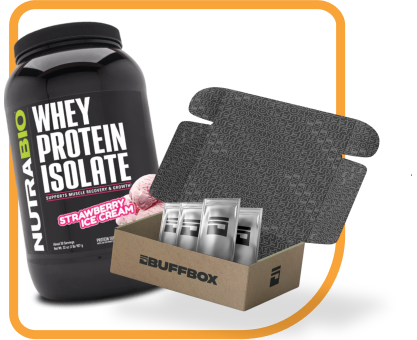 NUTRABIO
WHEY
PROTEIN
ISOLATE
SUPPORTS MUSCLE RECOVERY & GROWTH
STRAWBERRY
ICE CREAM
BUFFBOX